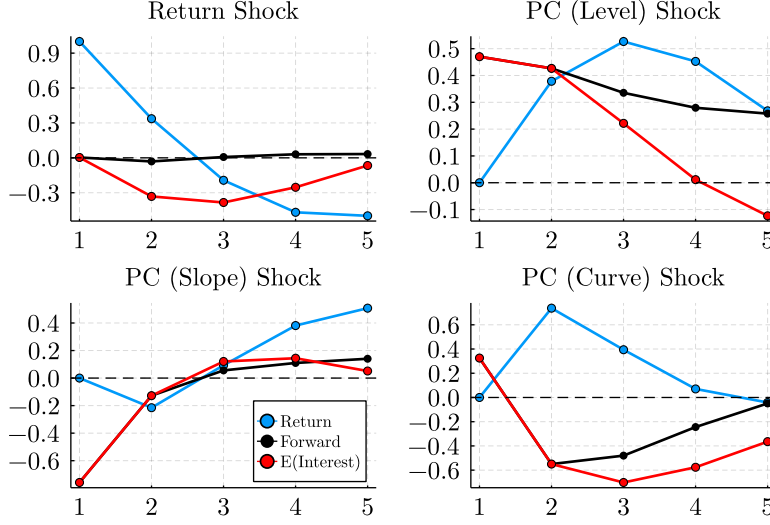 Return Shock
0.9
0.6
0.3
0.0
−0.3
1 2 3 4 5
PC (Level) Shock
0.5
0.4
0.3
0.2
0.1
0.0
−0.1
1 2 3 4 5
PC (Slope) Shock
0.4
0.2
0.0
−0.2
−0.4
−0.6
1 2 3 4 5
Return
Forward
E(Interest)
PC (Curve) Shock
0.6
0.4
0.2
0.0
−0.2
−0.4
−0.6
1 2 3 4 5